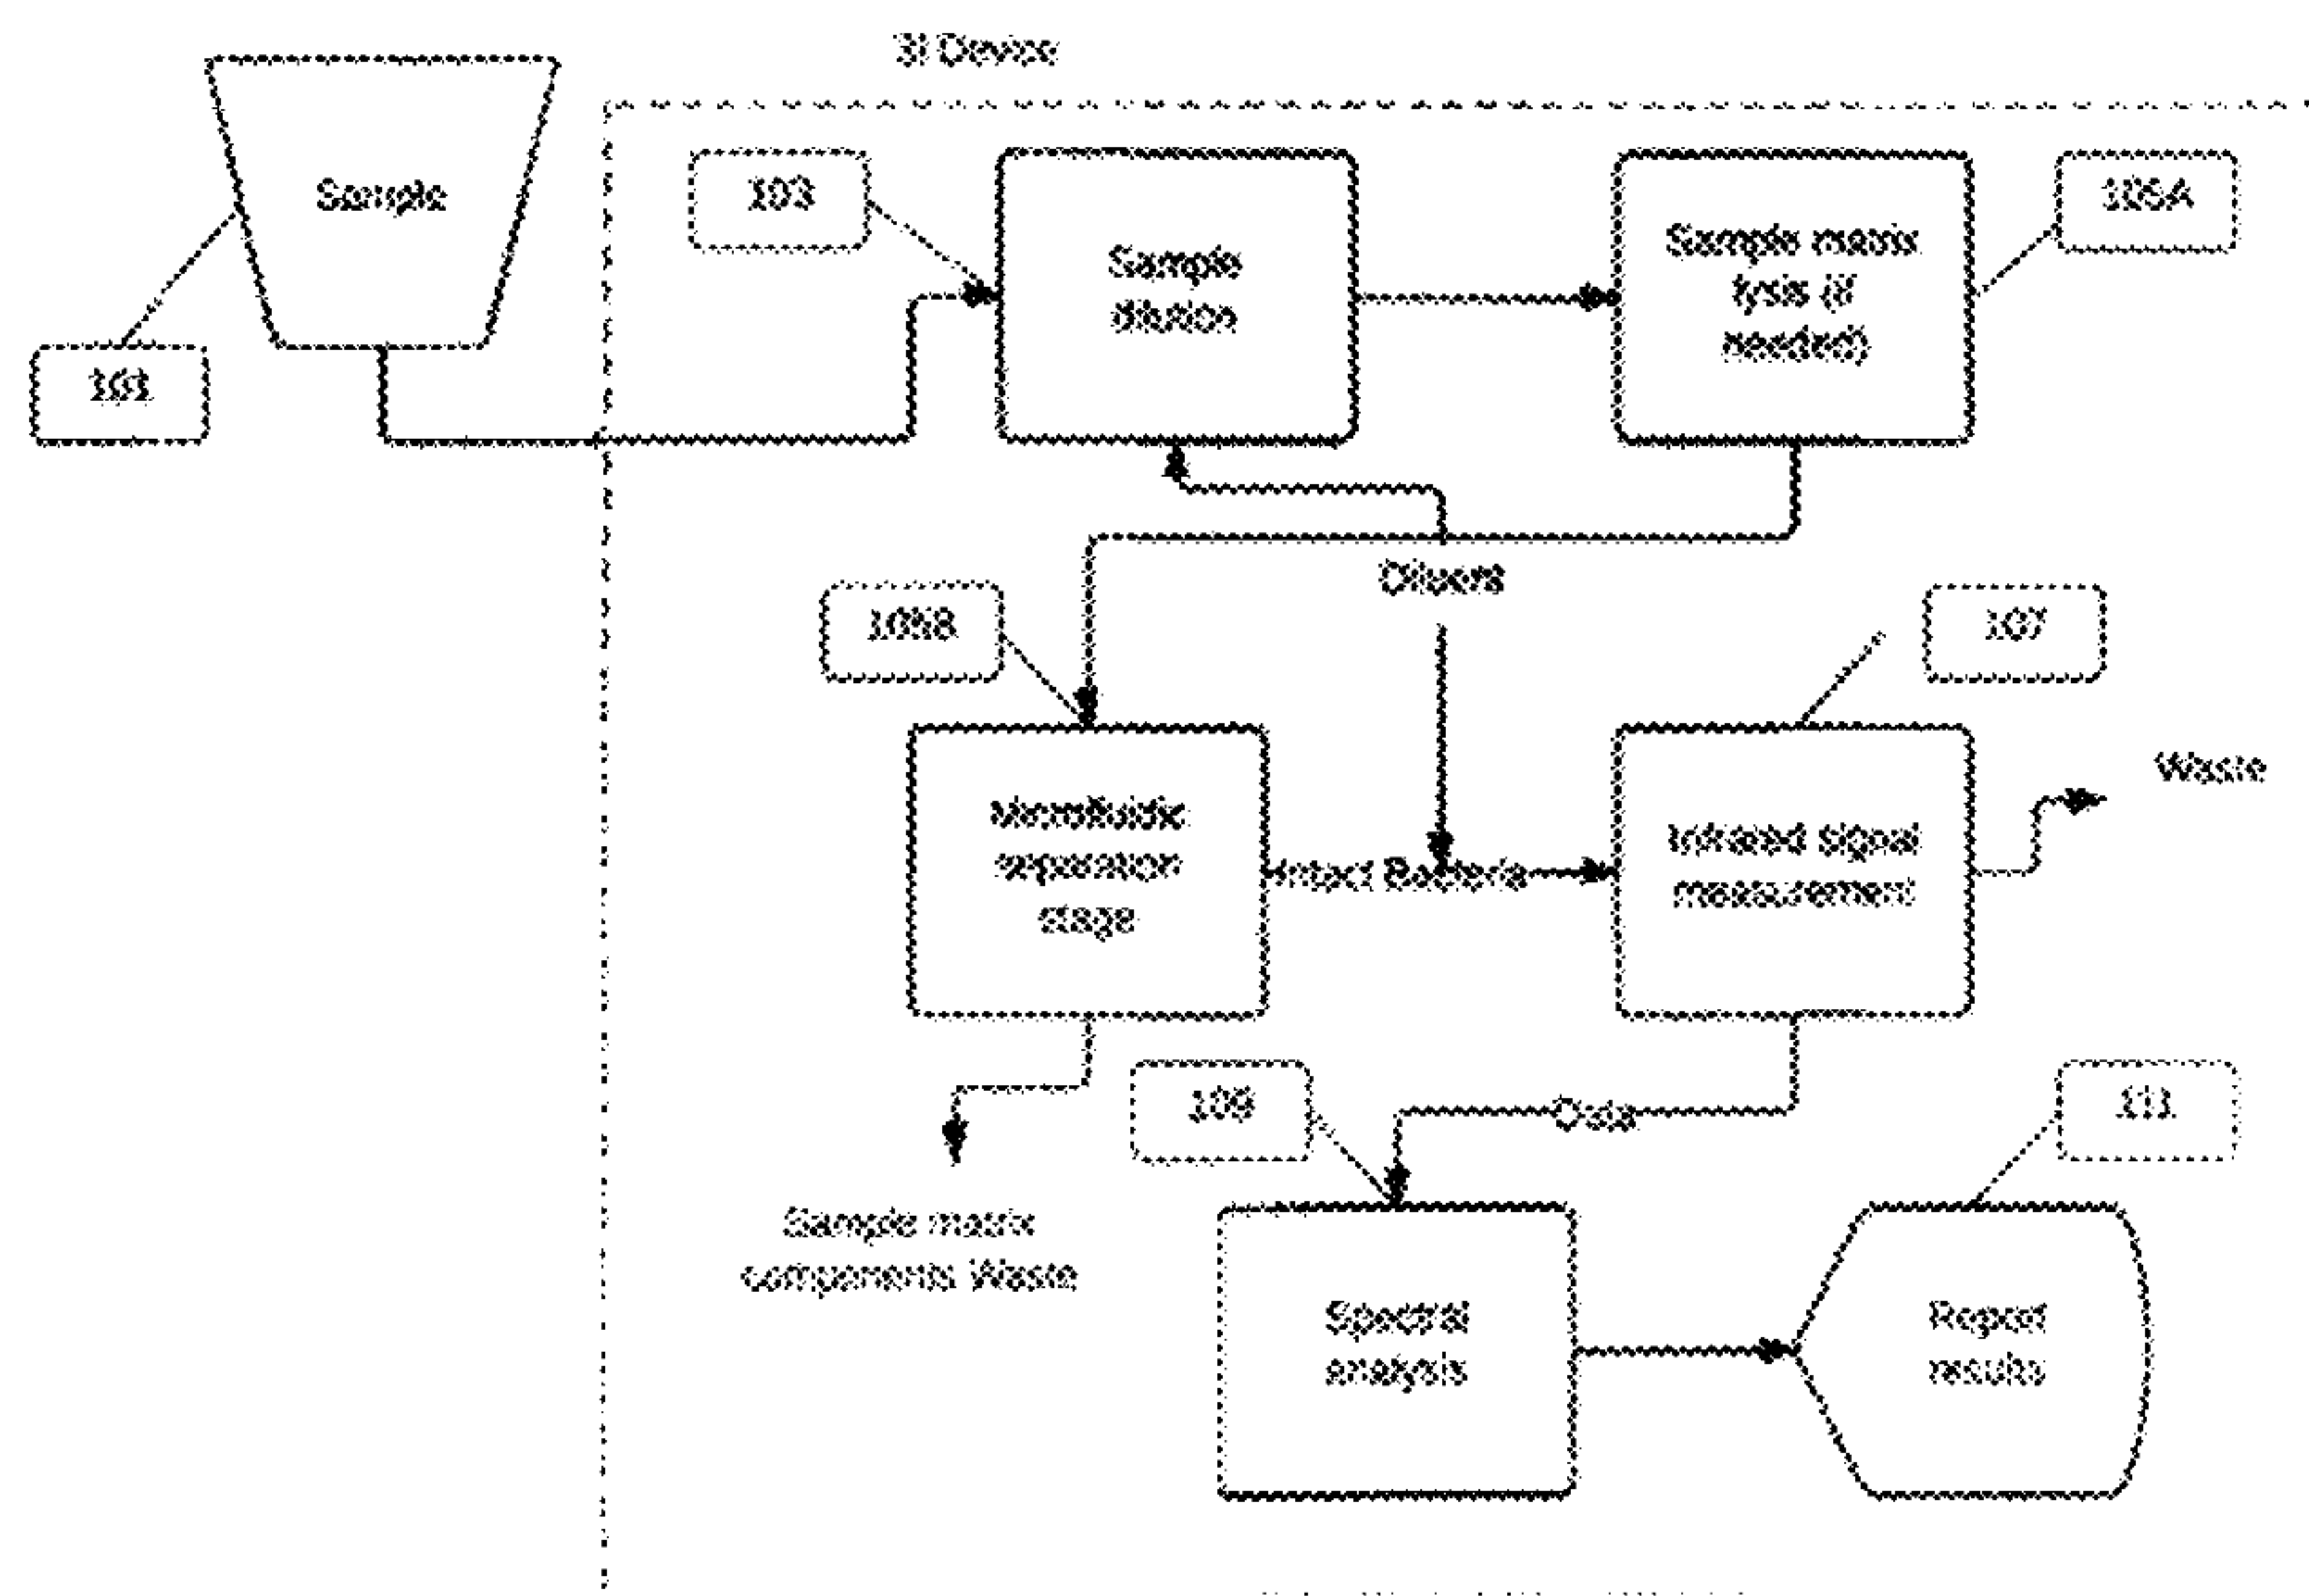 3i Device
Sample
103
Sample
dilution
Sample matrix
lysis (if
needed)
105A
101
Diluent
105B
107
Microfluidic
separation
stage
Intact Bacteria
Infrared signal
measurement
Waste
109
Data
111
Sample matrix
components Waste
Spectral
analysis
Report
results